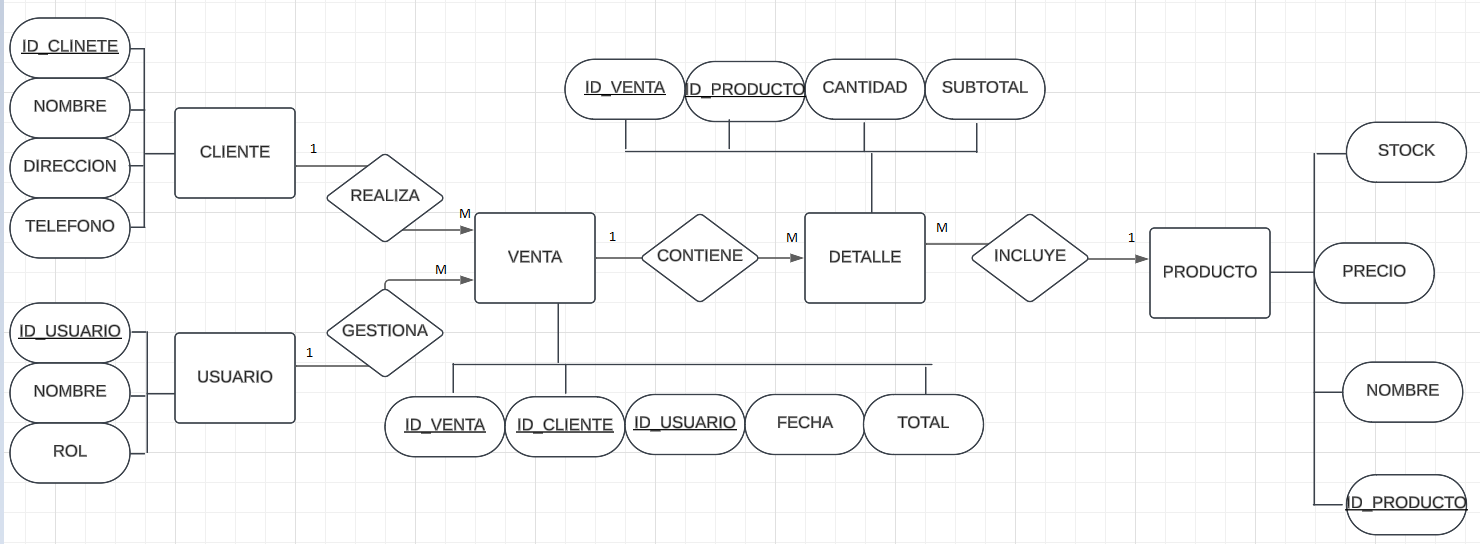 ID_CLINETE
NOMBRE
DIRECCION
TELEFONO
CLIENTE
1
REALIZA
M
ID_USUARIO
NOMBRE
ROL
USUARIO
1
GESTIONA
M
VENTA
ID_VENTA
ID_CLIENTE
ID_USUARIO
FECHA
TOTAL
1
CONTIENE
M
ID_VENTA
ID_PRODUCTO
CANTIDAD
SUBTOTAL
DETALLE
M
INCLUYE
1
PRODUCTO
STOCK
PRECIO
NOMBRE
ID_PRODUCTO